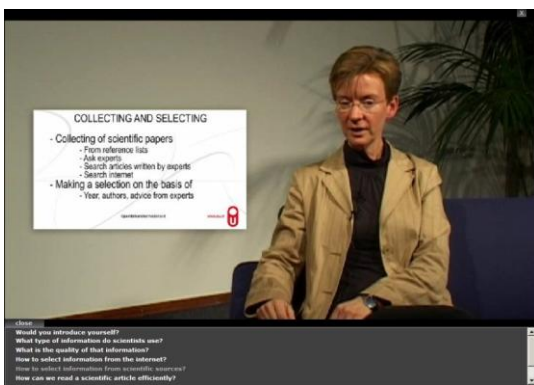 X
COLLECTING AND SELECTING
- Collecting of scientific papers
- From reference lists
- Ask experts
- Search articles written by experts
- Search internet
- Making a selection on the basis of
- Year, authors, advice from experts
close
Would you introduce yourself?
What type of information do scientists use?
What is the quality of that information?
How to select information from the internet?
How to select information from scientific sources?
How can we read a scientific article efficiently?